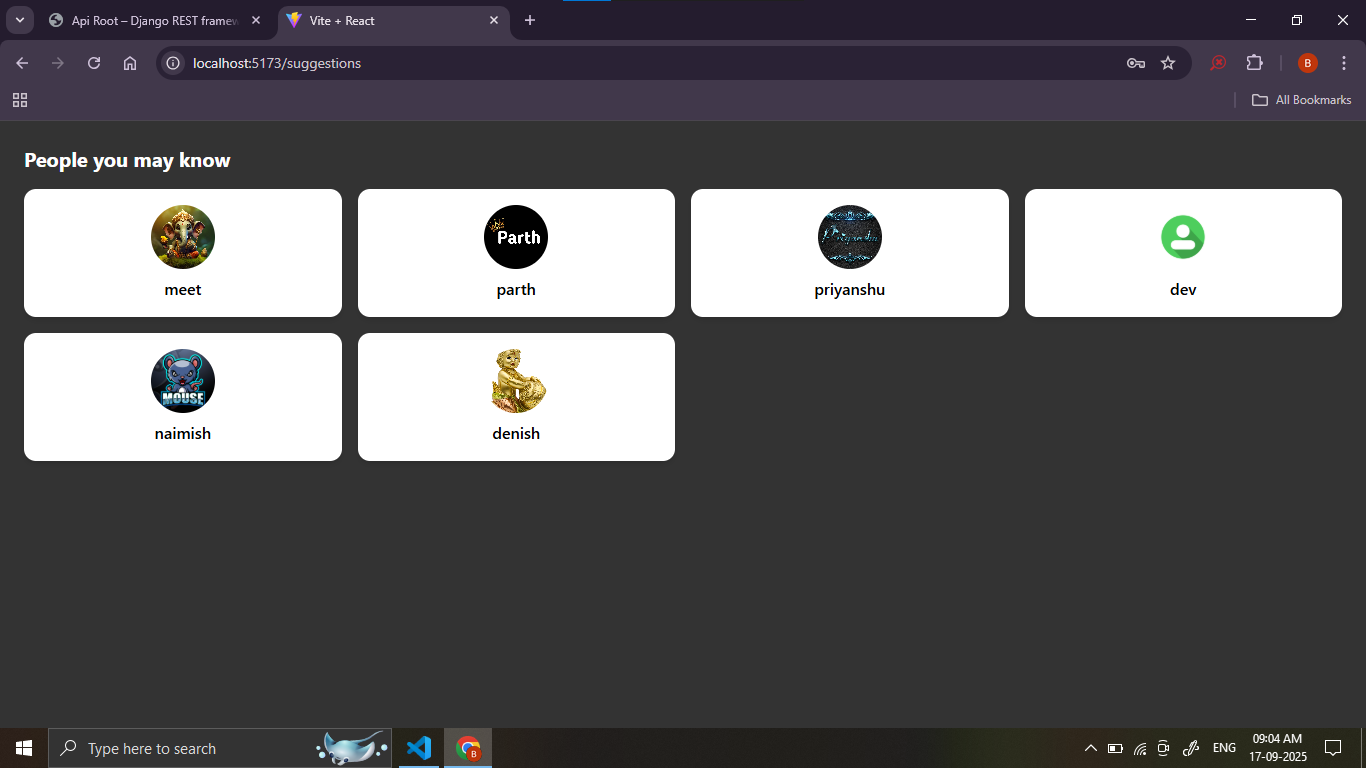 Api Root – Django REST framew
Vite + React
localhost:5173/suggestions
B
All Bookmarks
People you may know
Parth
Priyanshu
meet
parth
priyanshu
dev
MOUSE
naimish
denish
Type here to search
B
ENG
09:04 AM
17-09-2025